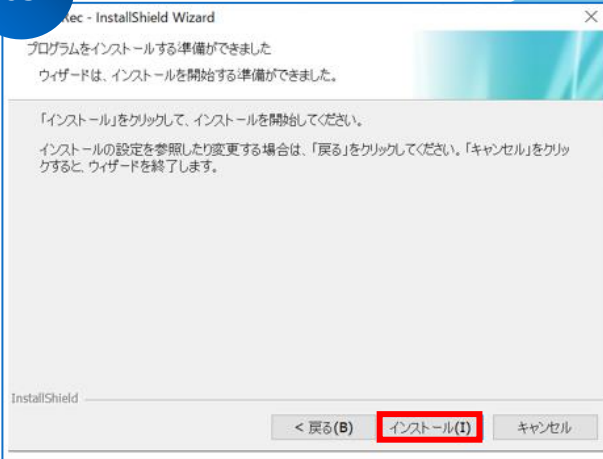 Rec - InstallShield Wizard
プログラムをインストールする準備ができました
ウィザードは、インストールを開始する準備ができました。
「インストール」をクリックして、インストールを開始してください。
インストールの設定を参照したり変更する場合は、「戻る」をクリックしてください。「キャンセル」をクリッ
クすると、ウィザードを終了します。
InstallShield
< 戻る(B) インストール(I) キャンセル